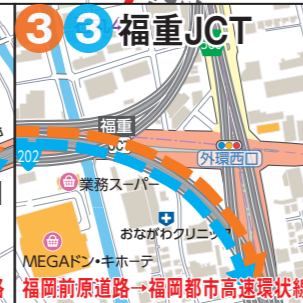 3 3 福重JCT
福重
JCT
202
外環西口
業務スーパー
おながわクリニック
MEGAドン・キホーテ
路 福岡前原道路→福岡都市高速環状線